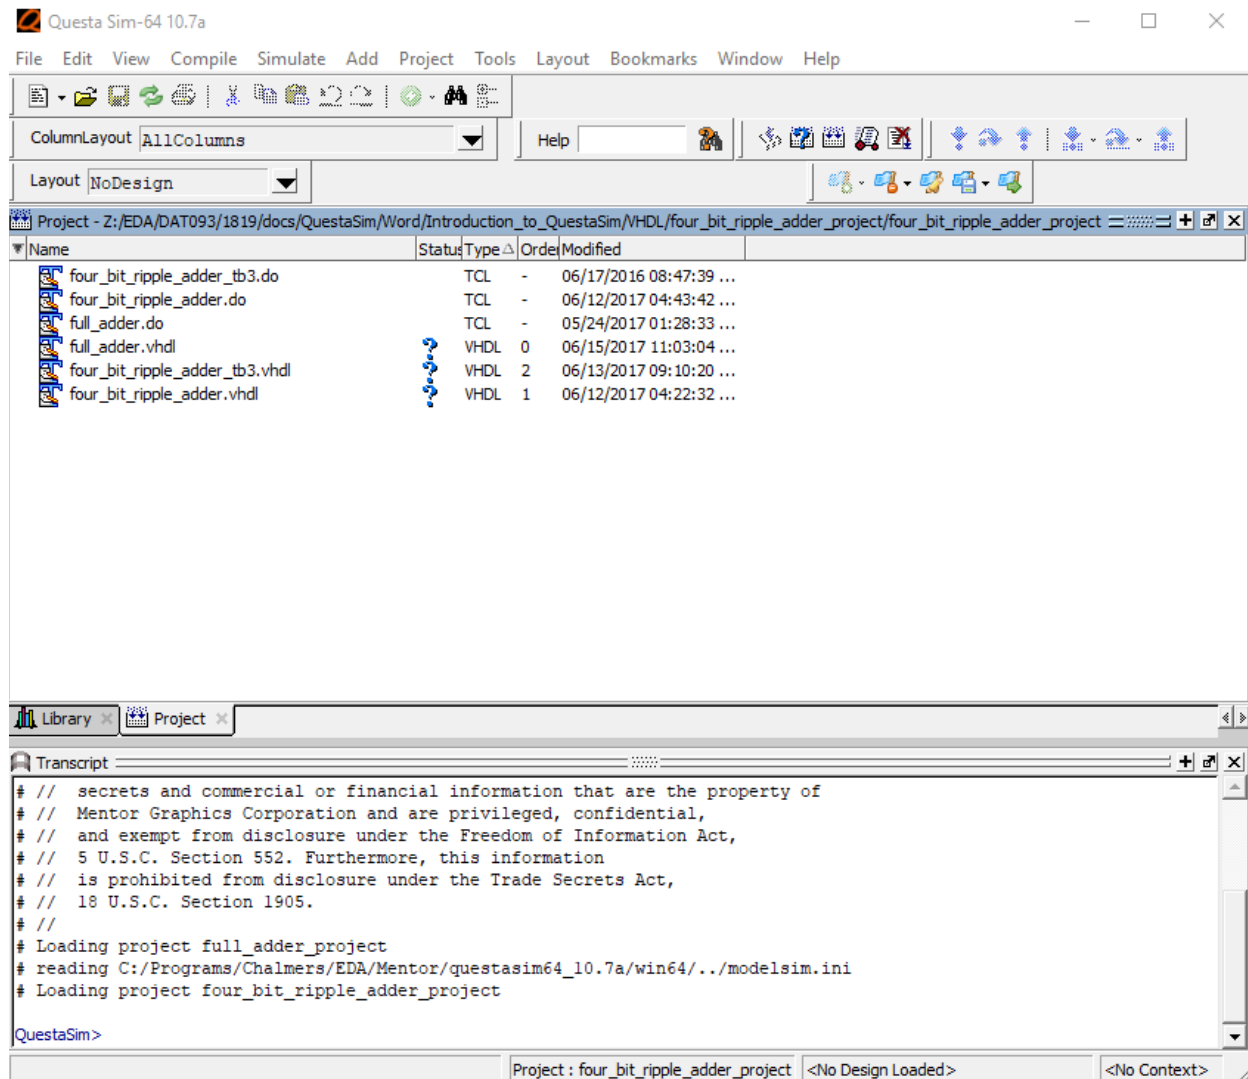 Questa Sim-64 10.7a
File Edit View Compile Simulate Add Project Tools Layout Bookmarks Window Help
ColumnLayout AllColumns
Help
Layout NoDesign
Project - Z:/EDA/DAT093/1819/docs/QuestaSim/Word/Introduction_to_QuestaSim/VHDL/four_bit_ripple_adder_project/four_bit_ripple_adder_project
Name Status Type Order Modified
four_bit_ripple_adder_tb3.do TCL - 06/17/2016 08:47:39 ...
four_bit_ripple_adder.do TCL - 06/12/2017 04:43:42 ...
full_adder.do TCL - 05/24/2017 01:28:33 ...
full_adder.vhdl ? VHDL 0 06/15/2017 11:03:04 ...
four_bit_ripple_adder_tb3.vhdl ? VHDL 2 06/13/2017 09:10:20 ...
four_bit_ripple_adder.vhdl ? VHDL 1 06/12/2017 04:22:32 ...
Library Project
Transcript
# // secrets and commercial or financial information that are the property of
# // Mentor Graphics Corporation and are privileged, confidential,
# // and exempt from disclosure under the Freedom of Information Act,
# // 5 U.S.C. Section 552. Furthermore, this information
# // is prohibited from disclosure under the Trade Secrets Act,
# // 18 U.S.C. Section 1905.
# //
# Loading project full_adder_project
# reading C:/Programs/Chalmers/EDA/Mentor/questasim64_10.7a/win64/../modelsim.ini
# Loading project four_bit_ripple_adder_project
QuestaSim>
Project : four_bit_ripple_adder_project <No Design Loaded> <No Context>